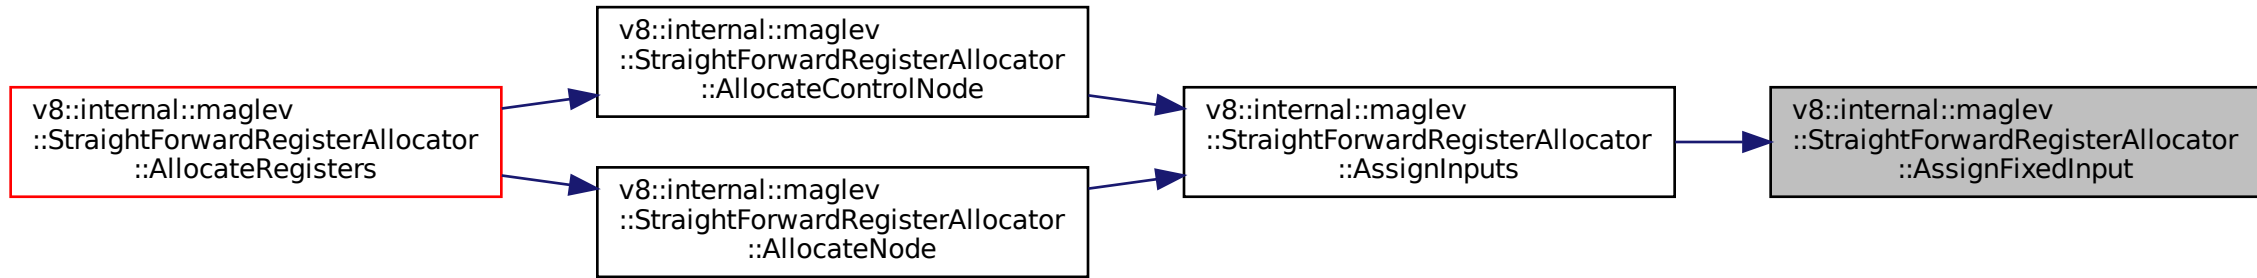 v8::internal::maglev
::StraightForwardRegisterAllocator
::AllocateRegisters
v8::internal::maglev
::StraightForwardRegisterAllocator
::AllocateControlNode
v8::internal::maglev
::StraightForwardRegisterAllocator
::AllocateNode
v8::internal::maglev
::StraightForwardRegisterAllocator
::AssignInputs
v8::internal::maglev
::StraightForwardRegisterAllocator
::AssignFixedInput